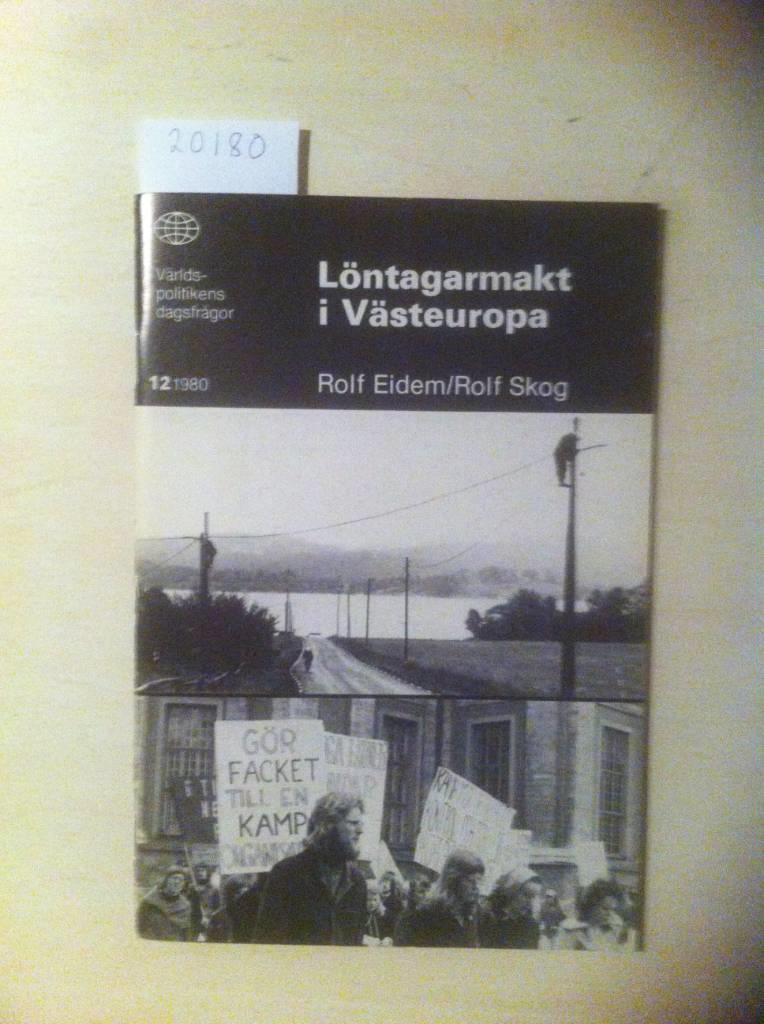 20180
Världs-
politikens
dagsfrågor
Löntagarmakt
i Västeuropa
12 1980
Rolf Eidem/Rolf Skog
GÖR
FACKET
TILL EN
KAMP